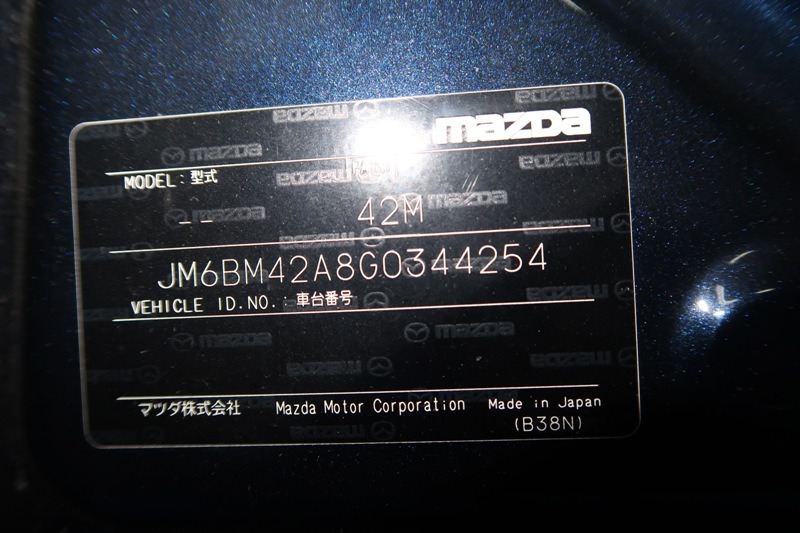 mazda
MODEL：型式
-- 42M
JM6BM42A8G0344254
VEHICLE ID.NO.：車台番号
マツダ株式会社 Mazda Motor Corporation Made in Japan
(B38N)